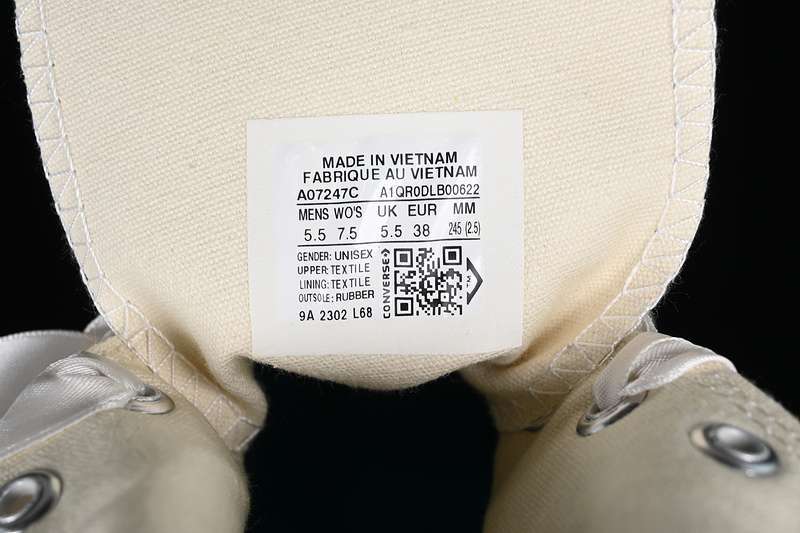 MADE IN VIETNAM
FABRIQUE AU VIETNAM
A07247C A1QR0DLB00622
MENS WO'S UK EUR MM
5.5 7.5 5.5 38 245 (2.5)
GENDER: UNISEX
UPPER: TEXTILE
LINING: TEXTILE
OUTSOLE: RUBBER
9A 2302 L68
CONVERSE